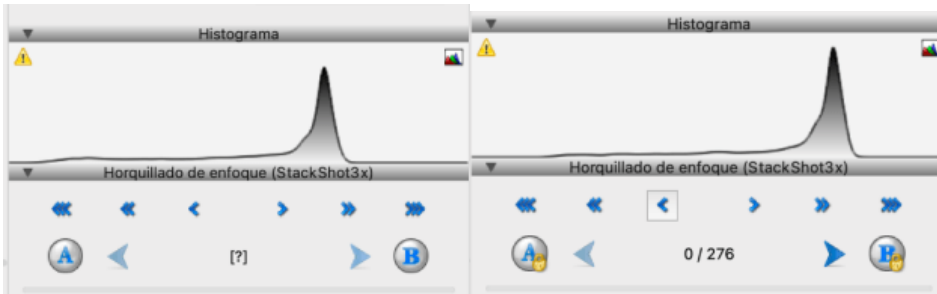 Histograma
Horquillado de enfoque (StackShot3x)
A [?] B
Histograma
Horquillado de enfoque (StackShot3x)
A 0 / 276 B